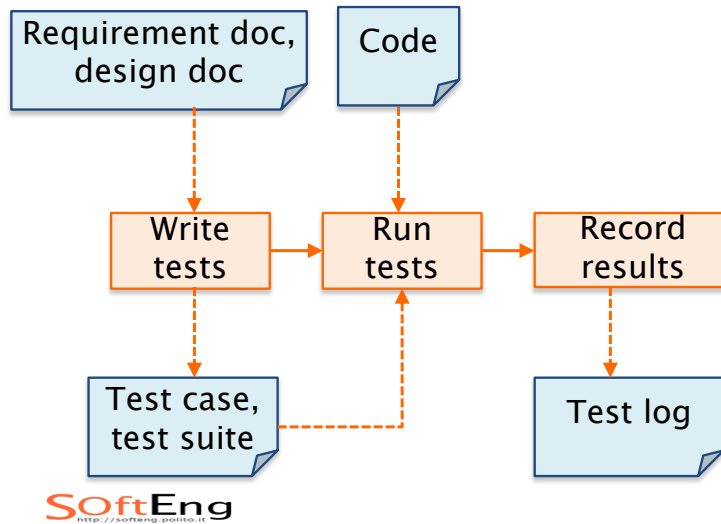 Requirement doc,
design doc
Code
Write
tests
Run
tests
Record
results
Test case,
test suite
Test log
SOftEng
http://softeng.polito.it